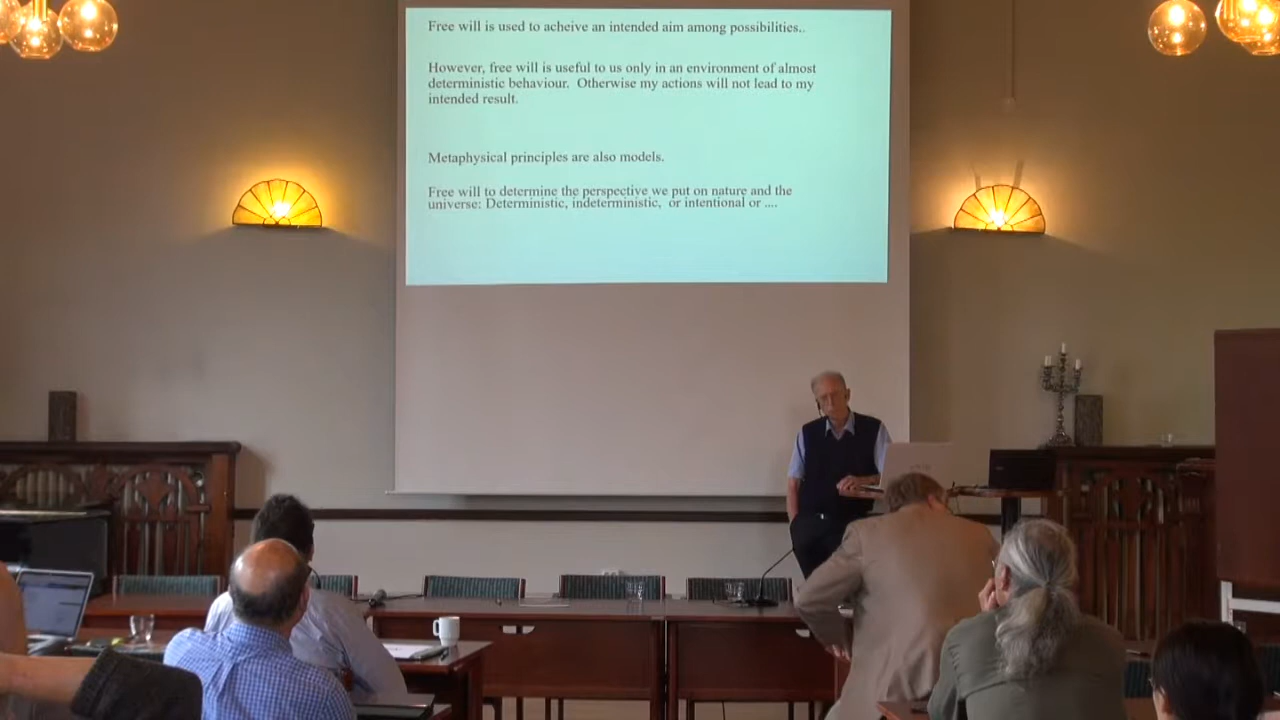 Free will is used to acheive an intended aim among possibilities..
However, free will is useful to us only in an environment of almost
deterministic behaviour. Otherwise my actions will not lead to my
intended result.
Metaphysical principles are also models.
Free will to determine the perspective we put on nature and the
universe: Deterministic, indeterministic, or intentional or ....